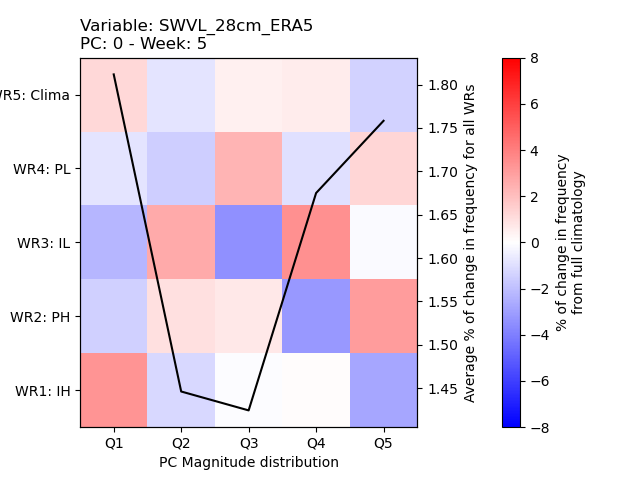 Variable: SWVL_28cm_ERA5
PC: 0 - Week: 5
WR5: Clima
WR4: PL
WR3: IL
WR2: PH
WR1: IH
Q1 Q2 Q3 Q4 Q5
PC Magnitude distribution
1.80
1.75
1.70
1.65
1.60
1.55
1.50
1.45
Average % of change in frequency for all WRs
8
6
4
2
0
−2
−4
−6
−8
% of change in frequency
from full climatology